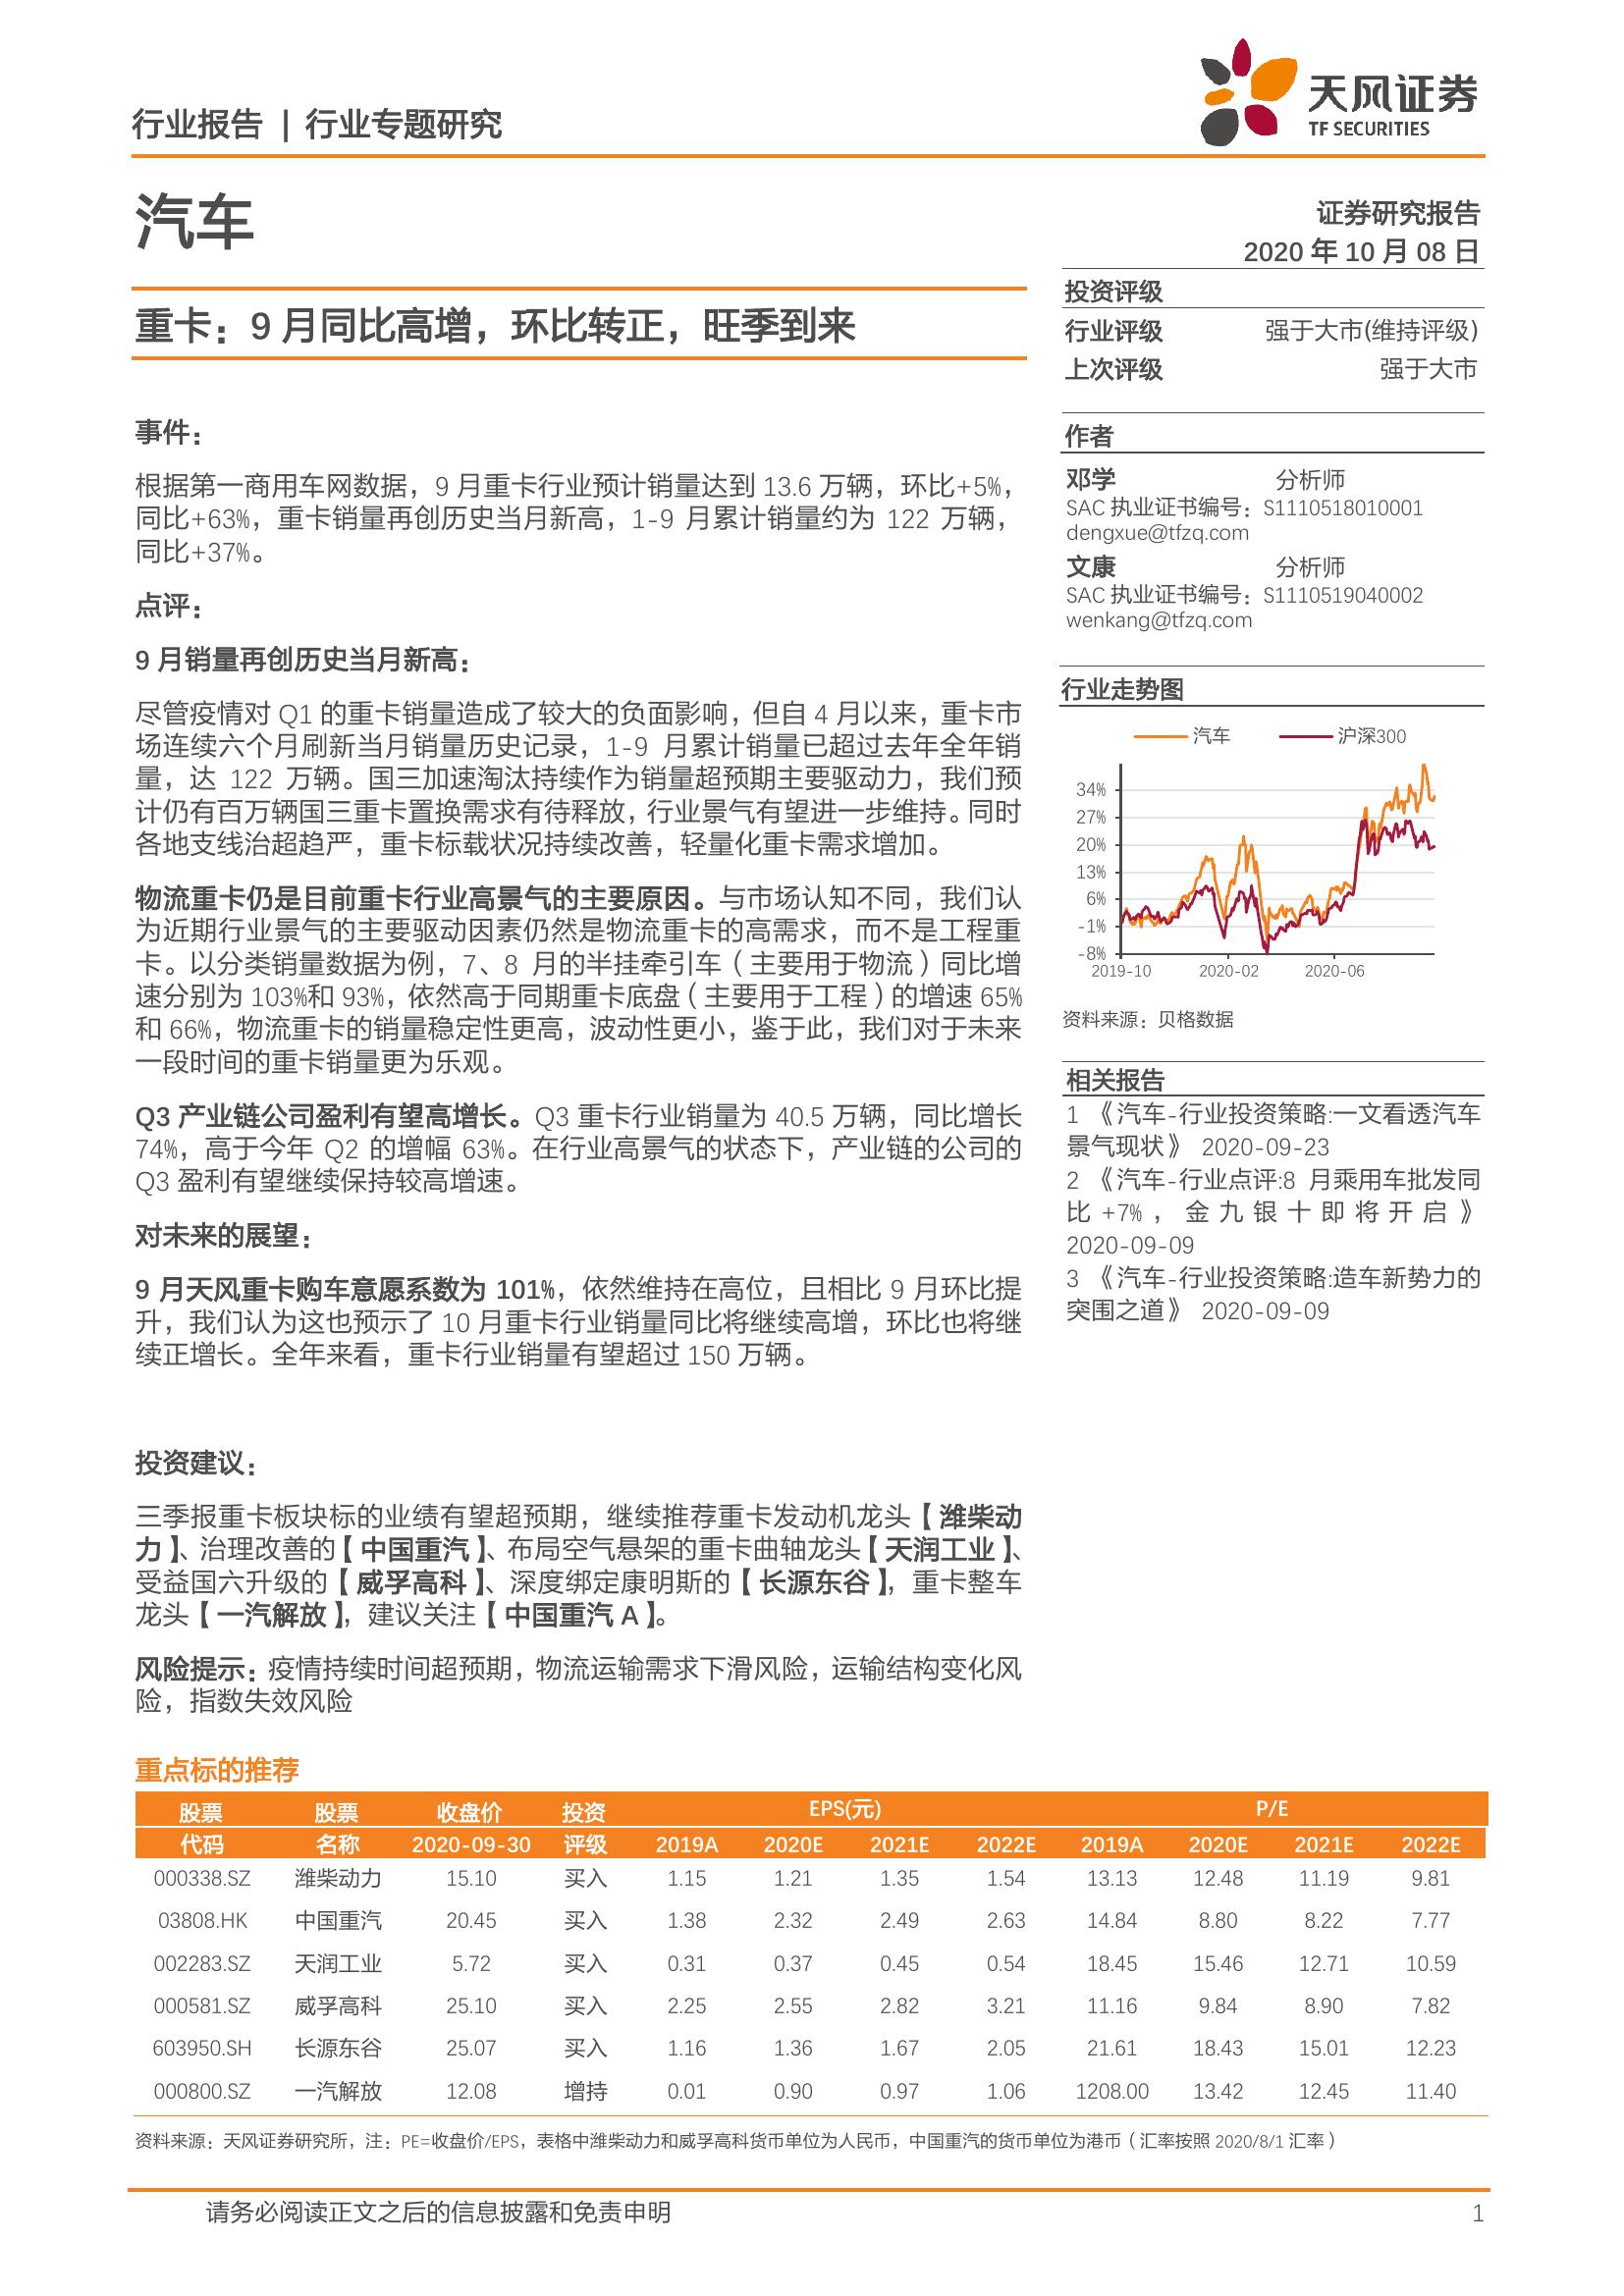 行业报告 | 行业专题研究
天风证券
TF SECURITIES
汽车
证券研究报告
2020 年 10 月 08 日
重卡：9 月同比高增，环比转正，旺季到来
投资评级
行业评级 强于大市(维持评级)
上次评级 强于大市
作者
邓学 分析师
SAC 执业证书编号：S1110518010001
dengxue@tfzq.com
文康 分析师
SAC 执业证书编号：S1110519040002
wenkang@tfzq.com
行业走势图
汽车 沪深300
34%
27%
20%
13%
6%
-1%
-8%
2019-10 2020-02 2020-06
资料来源：贝格数据
相关报告
1 《汽车-行业投资策略:一文看透汽车
景气现状》 2020-09-23
2 《汽车-行业点评:8 月乘用车批发同
比 +7% ，金九银十即将开启》
2020-09-09
3 《汽车-行业投资策略:造车新势力的
突围之道》 2020-09-09
事件：
根据第一商用车网数据，9 月重卡行业预计销量达到 13.6 万辆，环比+5%，
同比+63%，重卡销量再创历史当月新高，1-9 月累计销量约为 122 万辆，
同比+37%。
点评：
9 月销量再创历史当月新高：
尽管疫情对 Q1 的重卡销量造成了较大的负面影响，但自 4 月以来，重卡市
场连续六个月刷新当月销量历史记录，1-9 月累计销量已超过去年全年销
量，达 122 万辆。国三加速淘汰持续作为销量超预期主要驱动力，我们预
计仍有百万辆国三重卡置换需求有待释放，行业景气有望进一步维持。同时
各地支线治超趋严，重卡标载状况持续改善，轻量化重卡需求增加。
物流重卡仍是目前重卡行业高景气的主要原因。与市场认知不同，我们认
为近期行业景气的主要驱动因素仍然是物流重卡的高需求，而不是工程重
卡。以分类销量数据为例，7、8 月的半挂牵引车（主要用于物流）同比增
速分别为 103%和 93%，依然高于同期重卡底盘（主要用于工程）的增速 65%
和 66%，物流重卡的销量稳定性更高，波动性更小，鉴于此，我们对于未来
一段时间的重卡销量更为乐观。
Q3 产业链公司盈利有望高增长。Q3 重卡行业销量为 40.5 万辆，同比增长
74%，高于今年 Q2 的增幅 63%。在行业高景气的状态下，产业链的公司的
Q3 盈利有望继续保持较高增速。
对未来的展望：
9 月天风重卡购车意愿系数为 101%，依然维持在高位，且相比 9 月环比提
升，我们认为这也预示了 10 月重卡行业销量同比将继续高增，环比也将继
续正增长。全年来看，重卡行业销量有望超过 150 万辆。
投资建议：
三季报重卡板块标的业绩有望超预期，继续推荐重卡发动机龙头【潍柴动
力】、治理改善的【中国重汽】、布局空气悬架的重卡曲轴龙头【天润工业】、
受益国六升级的【威孚高科】、深度绑定康明斯的【长源东谷】，重卡整车
龙头【一汽解放】，建议关注【中国重汽 A】。
风险提示：疫情持续时间超预期，物流运输需求下滑风险，运输结构变化风
险，指数失效风险
重点标的推荐
股票 股票 收盘价 投资 EPS(元) P/E
代码 名称 2020-09-30 评级 2019A 2020E 2021E 2022E 2019A 2020E 2021E 2022E
000338.SZ 潍柴动力 15.10 买入 1.15 1.21 1.35 1.54 13.13 12.48 11.19 9.81
03808.HK 中国重汽 20.45 买入 1.38 2.32 2.49 2.63 14.84 8.80 8.22 7.77
002283.SZ 天润工业 5.72 买入 0.31 0.37 0.45 0.54 18.45 15.46 12.71 10.59
000581.SZ 威孚高科 25.10 买入 2.25 2.55 2.82 3.21 11.16 9.84 8.90 7.82
603950.SH 长源东谷 25.07 买入 1.16 1.36 1.67 2.05 21.61 18.43 15.01 12.23
000800.SZ 一汽解放 12.08 增持 0.01 0.90 0.97 1.06 1208.00 13.42 12.45 11.40
资料来源：天风证券研究所，注：PE=收盘价/EPS，表格中潍柴动力和威孚高科货币单位为人民币，中国重汽的货币单位为港币（汇率按照 2020/8/1 汇率）
请务必阅读正文之后的信息披露和免责申明 1